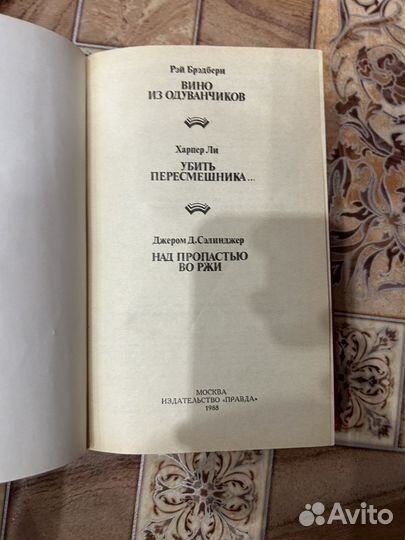 Рэй Брэдбери
ВИНО
ИЗ ОДУВАНЧИКОВ
Харпер Ли
УБИТЬ
ПЕРЕСМЕШНИКА...
Джером Д. Сэлинджер
НАД ПРОПАСТЬЮ
ВО РЖИ
МОСКВА
ИЗДАТЕЛЬСТВО «ПРАВДА»
1988
Avito